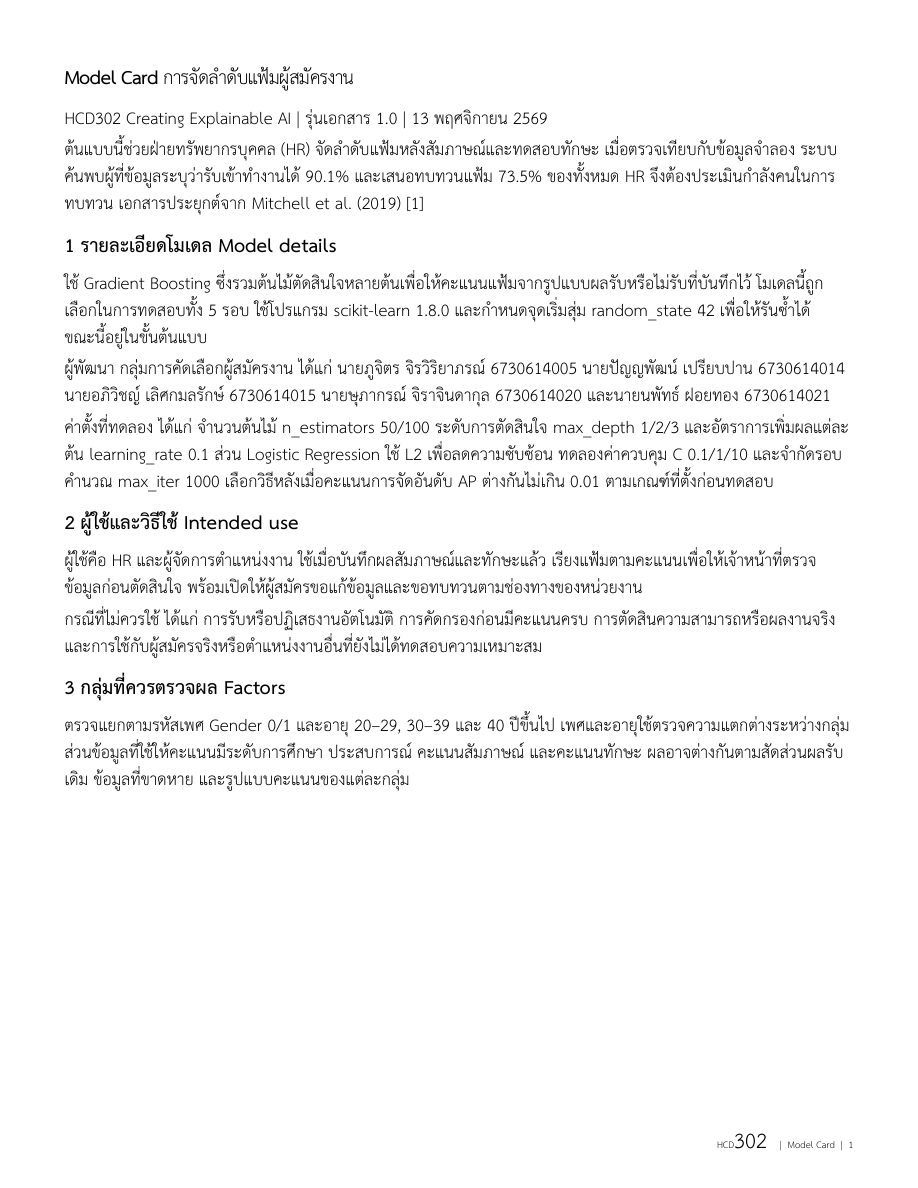 Model Card การจัดลำดับแฟ้มผู้สมัครงาน
HCD302 Creating Explainable AI | รุ่นเอกสาร 1.0 | 13 พฤศจิกายน 2569
ต้นแบบนี้ช่วยฝ่ายทรัพยากรบุคคล (HR) จัดลำดับแฟ้มหลังสัมภาษณ์และทดสอบทักษะ เมื่อตรวจเทียบกับข้อมูลจำลอง ระบบ
ค้นพบผู้ที่ข้อมูลระบุว่ารับเข้าทำงานได้ 90.1% และเสนอทบทวนแฟ้ม 73.5% ของทั้งหมด HR จึงต้องประเมินกำลังคนในการ
ทบทวน เอกสารประยุกต์จาก Mitchell et al. (2019) [1]
1 รายละเอียดโมเดล Model details
ใช้ Gradient Boosting ซึ่งรวมต้นไม้ตัดสินใจหลายต้นเพื่อให้คะแนนแฟ้มจากรูปแบบผลรับหรือไม่รับที่บันทึกไว้ โมเดลนี้ถูก
เลือกในการทดสอบทั้ง 5 รอบ ใช้โปรแกรม scikit-learn 1.8.0 และกำหนดจุดเริ่มสุ่ม random_state 42 เพื่อให้รันซ้ำได้
ขณะนี้อยู่ในขั้นต้นแบบ
ผู้พัฒนา กลุ่มการคัดเลือกผู้สมัครงาน ได้แก่ นายภูจิตร จิรวิริยาภรณ์ 6730614005 นายปัญญพัฒน์ เปรียบปาน 6730614014
นายอภิวิชญ์ เลิศกมลรักษ์ 6730614015 นายษุภากรณ์ จิราจินดากุล 6730614020 และนายนพัทธ์ ฝอยทอง 6730614021
ค่าตั้งที่ทดลอง ได้แก่ จำนวนต้นไม้ n_estimators 50/100 ระดับการตัดสินใจ max_depth 1/2/3 และอัตราการเพิ่มผลแต่ละ
ต้น learning_rate 0.1 ส่วน Logistic Regression ใช้ L2 เพื่อลดความซับซ้อน ทดลองค่าควบคุม C 0.1/1/10 และจำกัดรอบ
คำนวณ max_iter 1000 เลือกวิธีหลังเมื่อคะแนนการจัดอันดับ AP ต่างกันไม่เกิน 0.01 ตามเกณฑ์ที่ตั้งก่อนทดสอบ
2 ผู้ใช้และวิธีใช้ Intended use
ผู้ใช้คือ HR และผู้จัดการตำแหน่งงาน ใช้เมื่อบันทึกผลสัมภาษณ์และทักษะแล้ว เรียงแฟ้มตามคะแนนเพื่อให้เจ้าหน้าที่ตรวจ
ข้อมูลก่อนตัดสินใจ พร้อมเปิดให้ผู้สมัครขอแก้ข้อมูลและขอทบทวนตามช่องทางของหน่วยงาน
กรณีที่ไม่ควรใช้ ได้แก่ การรับหรือปฏิเสธงานอัตโนมัติ การคัดกรองก่อนมีคะแนนครบ การตัดสินความสามารถหรือผลงานจริง
และการใช้กับผู้สมัครจริงหรือตำแหน่งงานอื่นที่ยังไม่ได้ทดสอบความเหมาะสม
3 กลุ่มที่ควรตรวจผล Factors
ตรวจแยกตามรหัสเพศ Gender 0/1 และอายุ 20–29, 30–39 และ 40 ปีขึ้นไป เพศและอายุใช้ตรวจความแตกต่างระหว่างกลุ่ม
ส่วนข้อมูลที่ใช้ให้คะแนนมีระดับการศึกษา ประสบการณ์ คะแนนสัมภาษณ์ และคะแนนทักษะ ผลอาจต่างกันตามสัดส่วนผลรับ
เดิม ข้อมูลที่ขาดหาย และรูปแบบคะแนนของแต่ละกลุ่ม
HCD302 | Model Card | 1